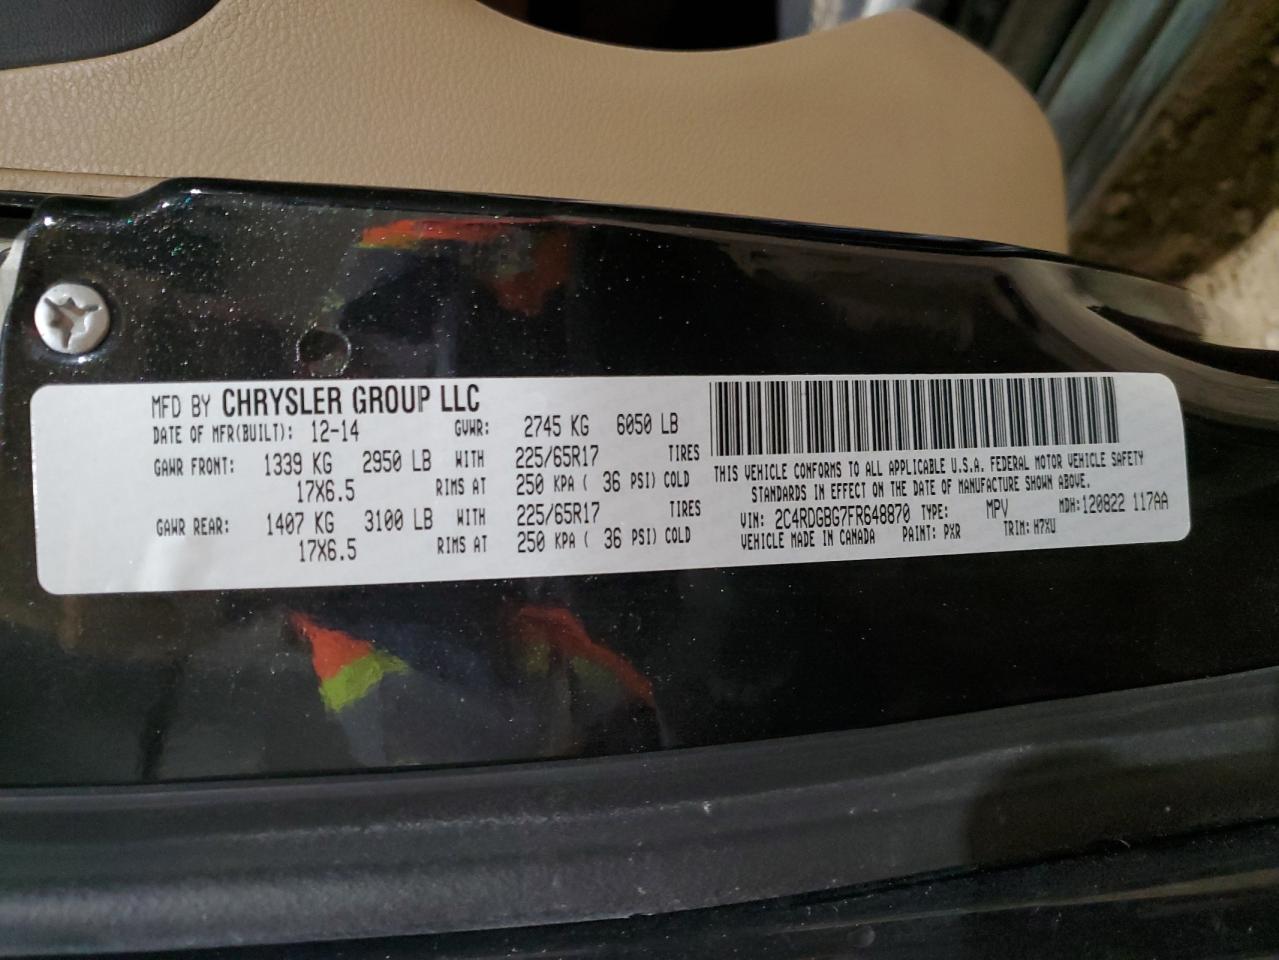 MFD BY CHRYSLER GROUP LLC
DATE OF MFR(BUILT): 12-14 GVWR: 2745 KG 6050 LB
GAWR FRONT: 1339 KG 2950 LB WITH 225/65R17 TIRES
17X6.5 RIMS AT 250 KPA ( 36 PSI) COLD
GAWR REAR: 1407 KG 3100 LB WITH 225/65R17 TIRES
17X6.5 RIMS AT 250 KPA ( 36 PSI) COLD
THIS VEHICLE CONFORMS TO ALL APPLICABLE U.S.A. FEDERAL MOTOR VEHICLE SAFETY
STANDARDS IN EFFECT ON THE DATE OF MANUFACTURE SHOWN ABOVE.
VIN: 2C4RDGBG7FR648870 TYPE: MPV MDH:120822 117AA
VEHICLE MADE IN CANADA PAINT: PXR TRIM: H7XU